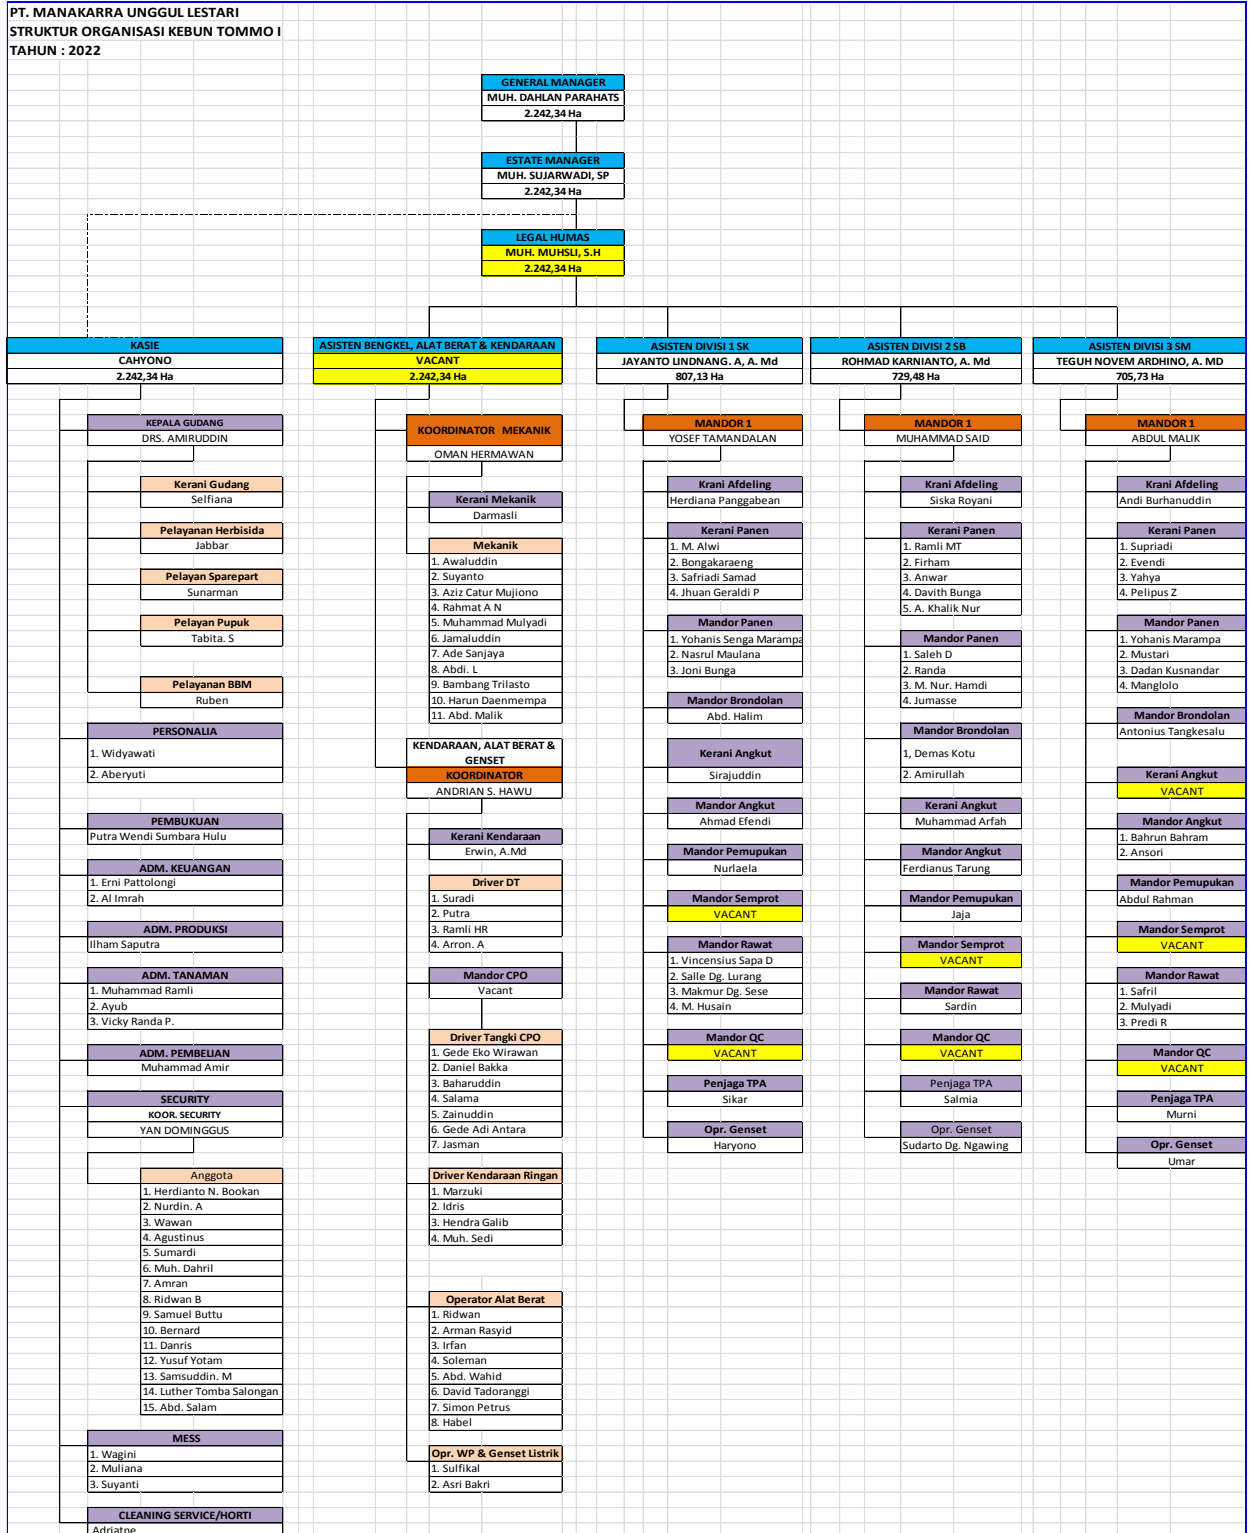 PT. MANAKARRA UNGGUL LESTARI
STRUKTUR ORGANISASI KEBUN TOMMO I
TAHUN : 2022
GENERAL MANAGER
MUH. DAHLAN PARAHATS
2.242,34 Ha
ESTATE MANAGER
MUH. SUJARWADI, SP
2.242,34 Ha
LEGAL HUMAS
MUH. MUHSLI, S.H
2.242,34 Ha
KASIE
CAHYONO
2.242,34 Ha
KEPALA GUDANG
DRS. AMIRUDDIN
Kerani Gudang
Selfiana
Pelayanan Herbisida
Jabbar
Pelayan Sparepart
Sunarman
Pelayan Pupuk
Tabita. S
Pelayanan BBM
Ruben
PERSONALIA
1. Widyawati
2. Aberyuti
PEMBUKUAN
Putra Wendi Sumbara Hulu
ADM. KEUANGAN
1. Erni Pattolongi
2. Al Imrah
ADM. PRODUKSI
Ilham Saputra
ADM. TANAMAN
1. Muhammad Ramli
2. Ayub
3. Vicky Randa P.
ADM. PEMBELIAN
Muhammad Amir
SECURITY
KOOR. SECURITY
YAN DOMINGGUS
Anggota
1. Herdianto N. Bookan
2. Nurdin. A
3. Wawan
4. Agustinus
5. Sumardi
6. Muh. Dahril
7. Amran
8. Ridwan B
9. Samuel Buttu
10. Bernard
11. Danris
12. Yusuf Yotam
13. Samsuddin. M
14. Luther Tomba Salongan
15. Abd. Salam
MESS
1. Wagini
2. Muliana
3. Suyanti
CLEANING SERVICE/HORTI
ASISTEN BENGKEL, ALAT BERAT & KENDARAAN
VACANT
2.242,34 Ha
KOORDINATOR MEKANIK
OMAN HERMAWAN
Kerani Mekanik
Darmasli
Mekanik
1. Awaluddin
2. Suyanto
3. Aziz Catur Mujiono
4. Rahmat A N
5. Muhammad Mulyadi
6. Jamaluddin
7. Ade Sanjaya
8. Abdi. L
9. Bambang Trilasto
10. Harun Daenmempa
11. Abd. Malik
KENDARAAN, ALAT BERAT &
GENSET
KOORDINATOR
ANDRIAN S. HAWU
Kerani Kendaraan
Erwin, A.Md
Driver DT
1. Suradi
2. Putra
3. Ramli HR
4. Arron. A
Mandor CPO
Vacant
Driver Tangki CPO
1. Gede Eko Wirawan
2. Daniel Bakka
3. Baharuddin
4. Salama
5. Zainuddin
6. Gede Adi Antara
7. Jasman
Driver Kendaraan Ringan
1. Marzuki
2. Idris
3. Hendra Galib
4. Muh. Sedi
Operator Alat Berat
1. Ridwan
2. Arman Rasyid
3. Irfan
4. Soleman
5. Abd. Wahid
6. David Tadoranggi
7. Simon Petrus
8. Habel
Opr. WP & Genset Listrik
1. Sulfikal
2. Asri Bakri
ASISTEN DIVISI 1 SK
JAYANTO LINDNANG. A, A. Md
807,13 Ha
MANDOR 1
YOSEF TAMANDALAN
Krani Afdeling
Herdiana Panggabean
Kerani Panen
1. M. Alwi
2. Bongakaraeng
3. Safriadi Samad
4. Jhuan Geraldi P
Mandor Panen
1. Yohanis Senga Marampa
2. Nasrul Maulana
3. Joni Bunga
Mandor Brondolan
Abd. Halim
Kerani Angkut
Sirajuddin
Mandor Angkut
Ahmad Efendi
Mandor Pemupukan
Nurlaela
Mandor Semprot
VACANT
Mandor Rawat
1. Vincensius Sapa D
2. Salle Dg. Lurang
3. Makmur Dg. Sese
4. M. Husain
Mandor QC
VACANT
Penjaga TPA
Sikar
Opr. Genset
Haryono
ASISTEN DIVISI 2 SB
ROHMAD KARNIANTO, A. Md
729,48 Ha
MANDOR 1
MUHAMMAD SAID
Krani Afdeling
Siska Royani
Kerani Panen
1. Ramli MT
2. Firham
3. Anwar
4. Davith Bunga
5. A. Khalik Nur
Mandor Panen
1. Saleh D
2. Randa
3. M. Nur. Hamdi
4. Jumasse
Mandor Brondolan
1, Demas Kotu
2. Amirullah
Kerani Angkut
Muhammad Arfah
Mandor Angkut
Ferdianus Tarung
Mandor Pemupukan
Jaja
Mandor Semprot
VACANT
Mandor Rawat
Sardin
Mandor QC
VACANT
Penjaga TPA
Salmia
Opr. Genset
Sudarto Dg. Ngawing
ASISTEN DIVISI 3 SM
TEGUH NOVEM ARDHINO, A. MD
705,73 Ha
MANDOR 1
ABDUL MALIK
Krani Afdeling
Andi Burhanuddin
Kerani Panen
1. Supriadi
2. Evendi
3. Yahya
4. Pelipus Z
Mandor Panen
1. Yohanis Marampa
2. Mustari
3. Dadan Kusnandar
4. Manglolo
Mandor Brondolan
Antonius Tangkesalu
Kerani Angkut
VACANT
Mandor Angkut
1. Bahrun Bahram
2. Ansori
Mandor Pemupukan
Abdul Rahman
Mandor Semprot
VACANT
Mandor Rawat
1. Safril
2. Mulyadi
3. Predi R
Mandor QC
VACANT
Penjaga TPA
Murni
Opr. Genset
Umar